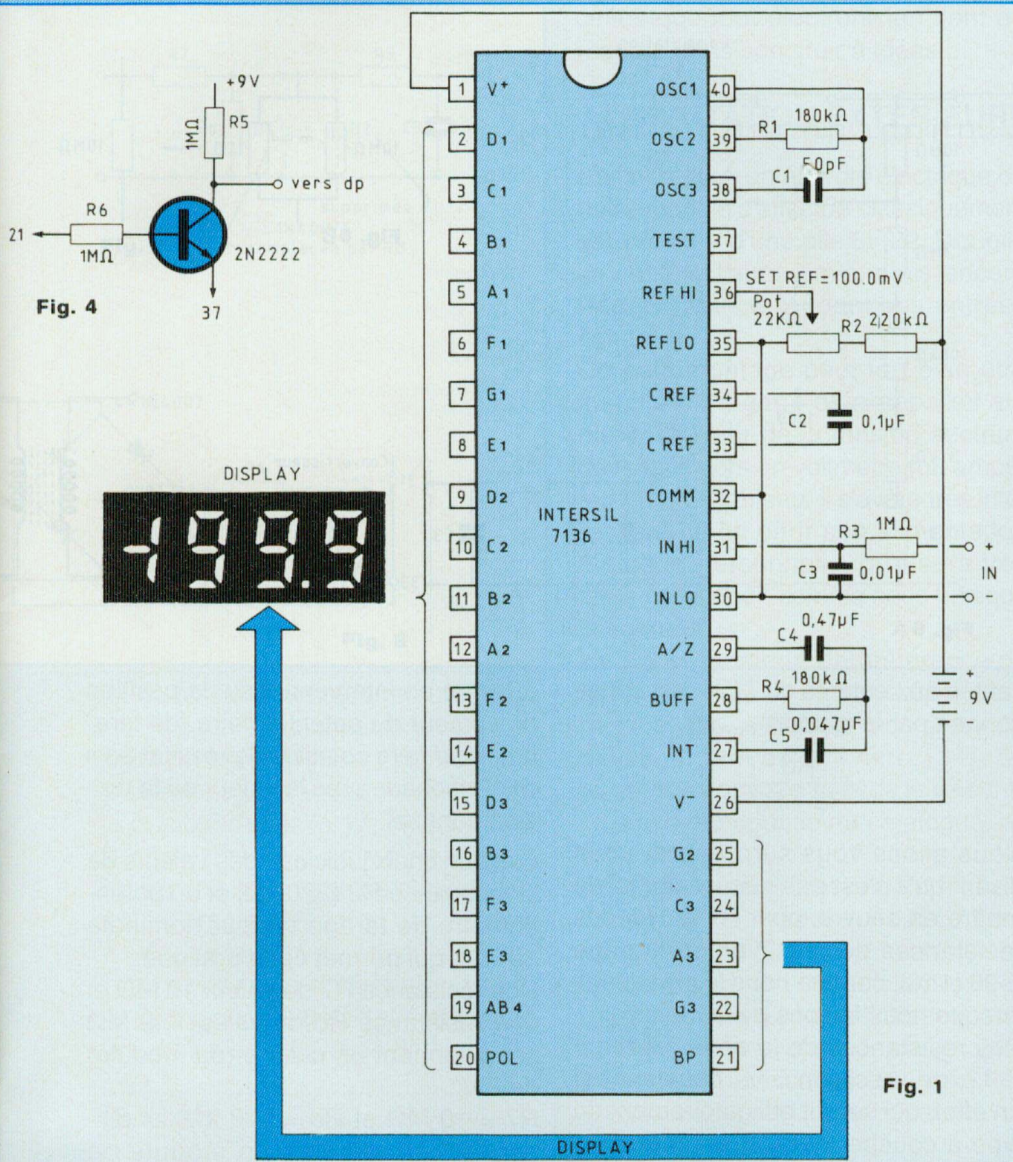 +9V
1MΩ
R5
vers dp
R6
21
1MΩ
2N2222
37
Fig. 4
DISPLAY
-199.9
INTERSIL
7136
1 V+
2 D1
3 C1
4 B1
5 A1
6 F1
7 G1
8 E1
9 D2
10 C2
11 B2
12 A2
13 F2
14 E2
15 D3
16 B3
17 F3
18 E3
19 AB4
20 POL
OSC1 40
OSC2 39
OSC3 38
TEST 37
REF HI 36
REF LO 35
C REF 34
C REF 33
COMM 32
IN HI 31
IN LO 30
A/Z 29
BUFF 28
INT 27
V- 26
G2 25
C3 24
A3 23
G3 22
BP 21
180kΩ
R1
50pF
C1
SET REF=100.0mV
Pot
22KΩ R2 220kΩ
C2 0,1µF
R3 1MΩ
+
C3 0,01µF IN
-
0,47µF
C4
180kΩ
R4
0,047µF
C5
+
9V
Fig. 1
DISPLAY